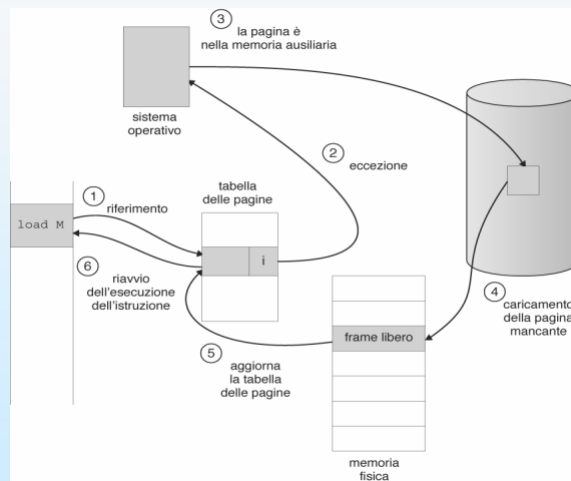 3
la pagina è
nella memoria ausiliaria
sistema
operativo
2
eccezione
tabella
delle pagine
1
riferimento
load M
i
6
riavvio
dell'esecuzione
dell'istruzione
4
caricamento
della pagina
mancante
frame libero
5
aggiorna
la tabella
delle pagine
memoria
fisica